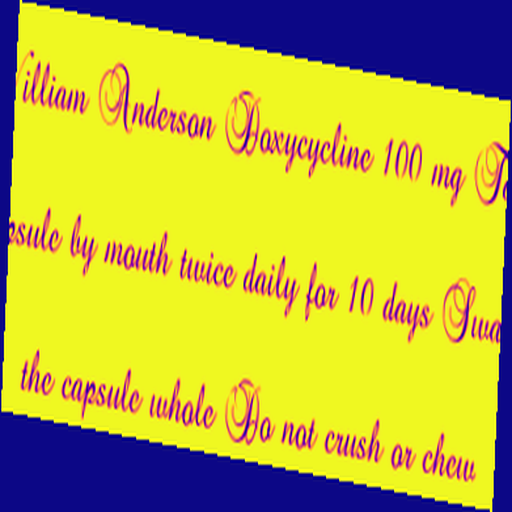 illiam Anderson Doxycycline 100 mg
by mouth twice daily for 10 days
the capsule whole Do not crush or chew